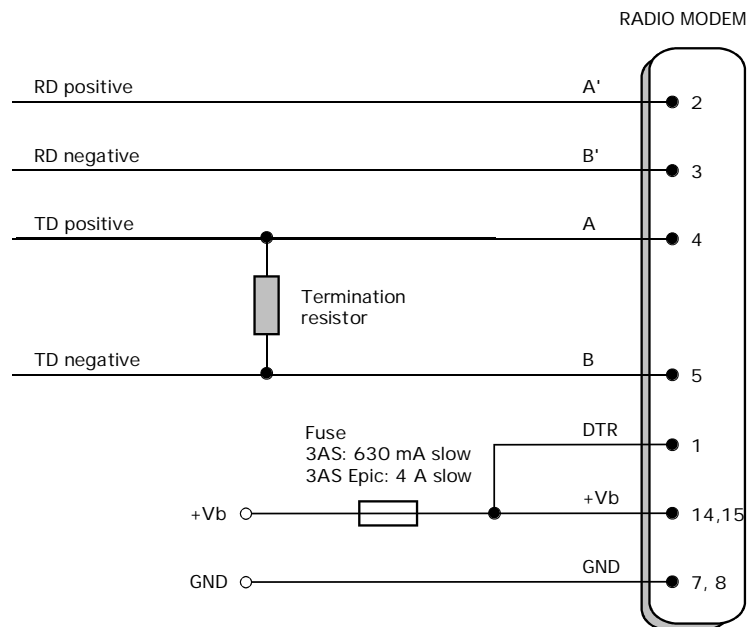 RADIO MODEM
RD positive A' 2
RD negative B' 3
TD positive A 4
Termination
resistor
TD negative B 5
Fuse
3AS: 630 mA slow
3AS Epic: 4 A slow
DTR 1
+Vb +Vb 14,15
GND GND 7, 8